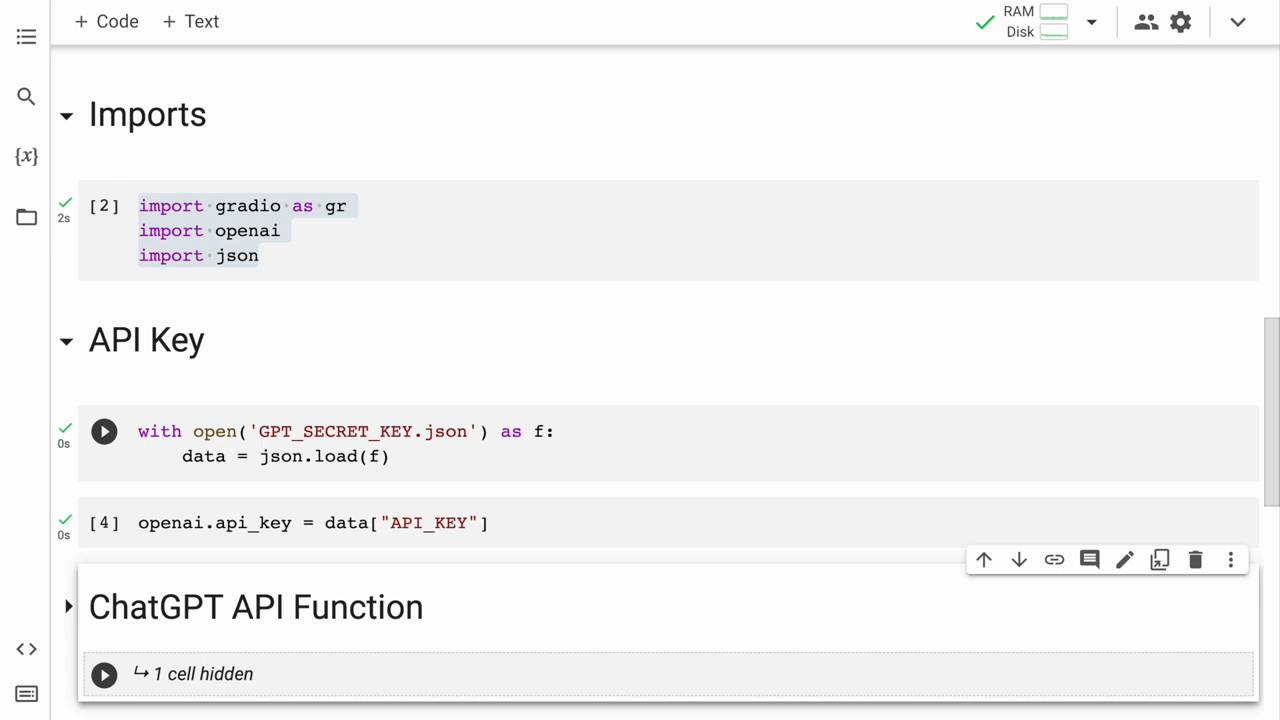 + Code + Text
RAM
Disk
{x}
Imports
[2]
2s
import gradio as gr
import openai
import json
API Key
0s
with open('GPT_SECRET_KEY.json') as f:
    data = json.load(f)
[4]
0s
openai.api_key = data["API_KEY"]
ChatGPT API Function
1 cell hidden